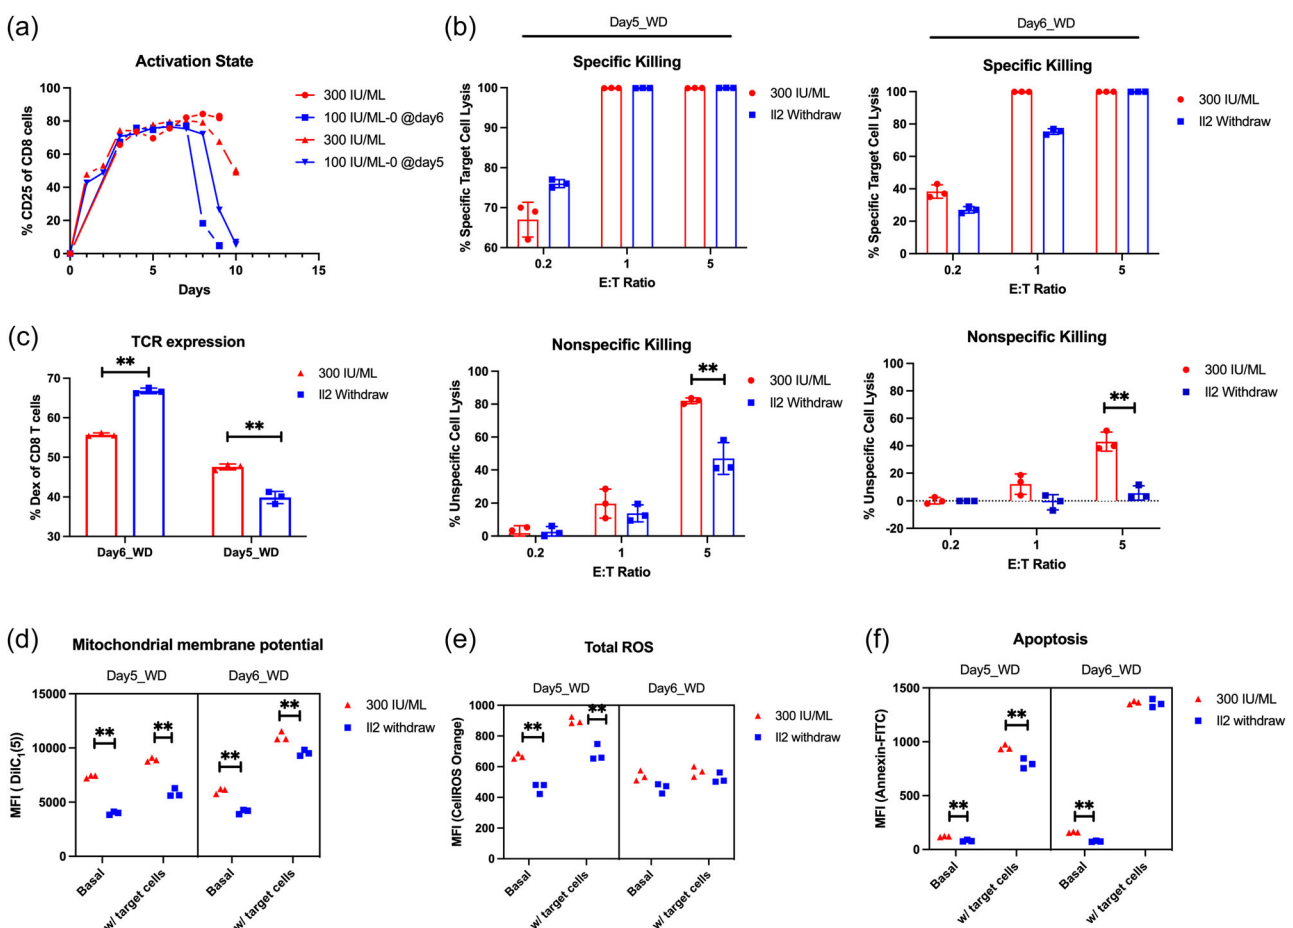 (a)
Activation State
% CD25 of CD8 cells
100
80
60
40
20
0
0
5
10
15
Days
300 IU/ML
100 IU/ML-0 @day6
300 IU/ML
100 IU/ML-0 @day5
(b)
Day5_WD
Specific Killing
% Specific Target Cell Lysis
100
90
80
70
60
0.2
1
5
E:T Ratio
300 IU/ML
Il2 Withdraw
Day6_WD
Specific Killing
% Specific Target Cell Lysis
100
80
60
40
20
0
0.2
1
5
E:T Ratio
300 IU/ML
Il2 Withdraw
(c)
TCR expression
% Dex of CD8 T cells
70
60
50
40
30
**
**
Day6_WD
Day5_WD
300 IU/ML
Il2 Withdraw
Nonspecific Killing
% Unspecific Cell Lysis
100
80
60
40
20
0
**
0.2
1
5
E:T Ratio
300 IU/ML
Il2 Withdraw
Nonspecific Killing
% Unspecific Cell Lysis
100
80
60
40
20
0
-20
**
0.2
1
5
E:T Ratio
300 IU/ML
Il2 Withdraw
(d)
Mitochondrial membrane potential
Day5_WD
Day6_WD
MFI ( DilC1(5))
15000
10000
5000
0
**
**
**
**
Basal
w/ target cells
Basal
w/ target cells
300 IU/ML
Il2 withdraw
(e)
Total ROS
Day5_WD
Day6_WD
MFI (CellROS Orange)
1000
800
600
400
200
0
**
**
Basal
w/ target cells
Basal
w/ target cells
300 IU/ML
Il2 withdraw
(f)
Apoptosis
Day5_WD
Day6_WD
MFI (Annexin-FITC)
1500
1000
500
0
**
**
**
Basal
w/ target cells
Basal
w/ target cells
300 IU/ML
Il2 withdraw